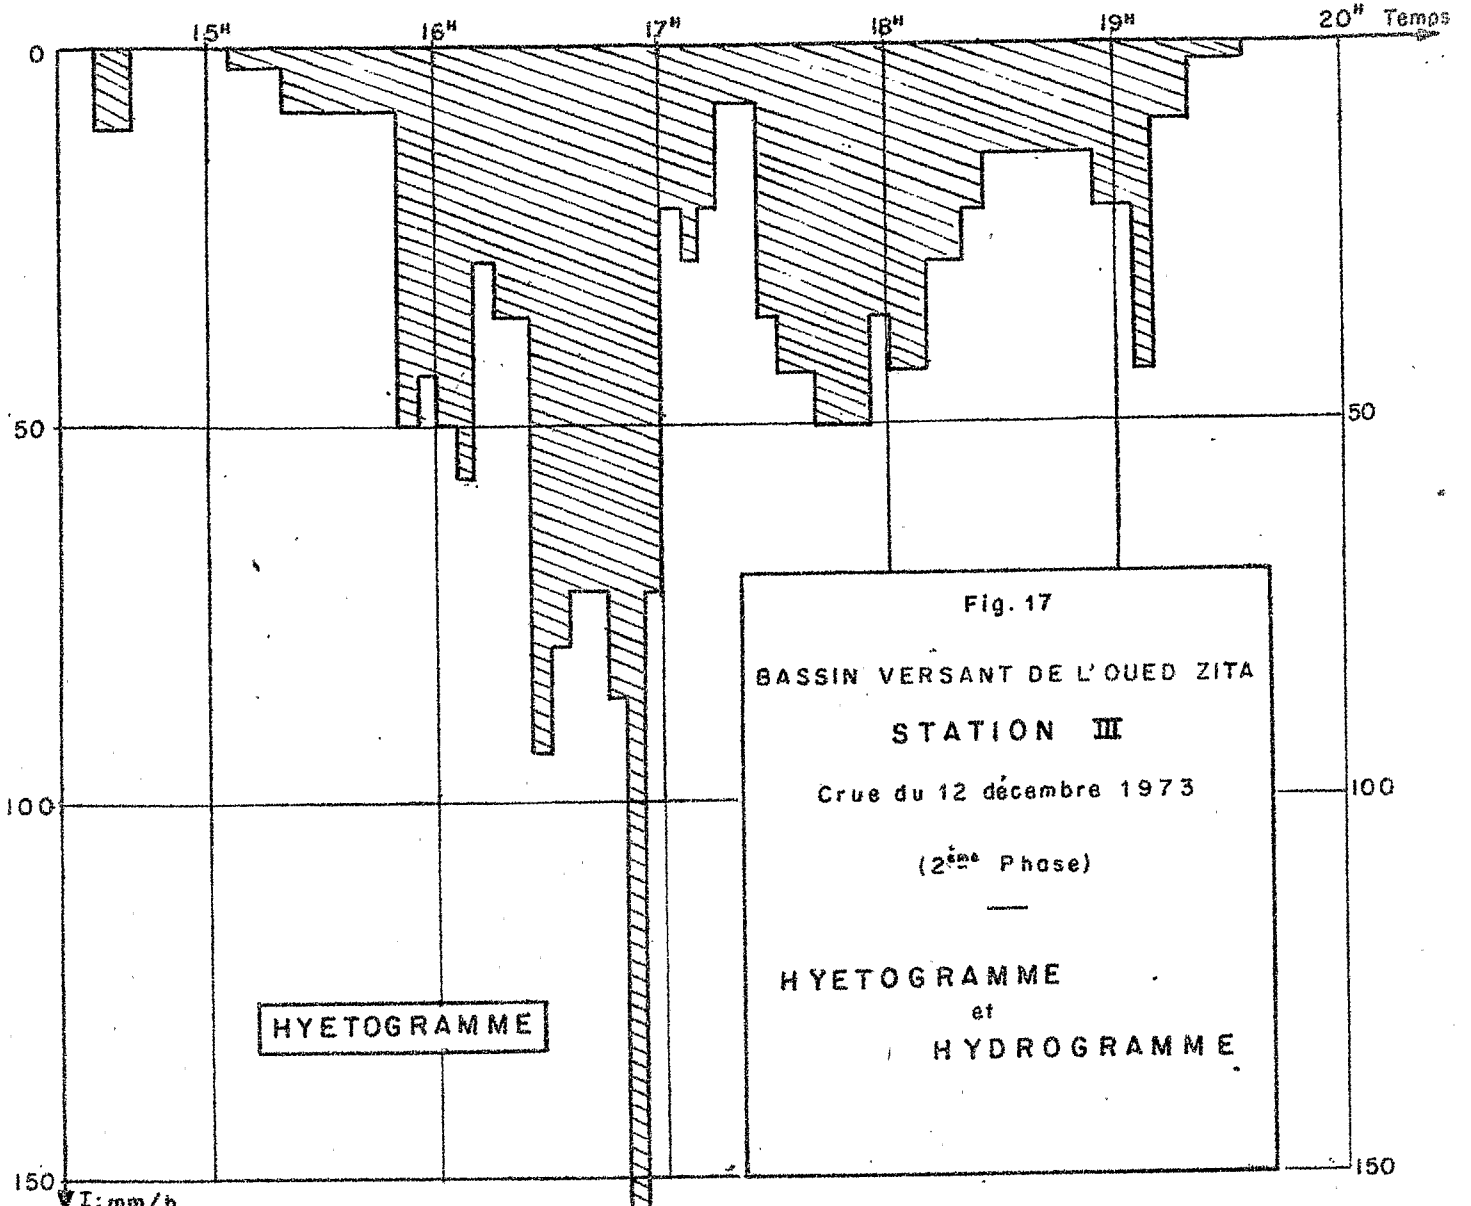 15H 16H 17H 18H 19H 20H Temps
0
50 50
100 100
150 150
I: mm/h
HYETOGRAMME
Fig. 17
BASSIN VERSANT DE L'OUED ZITA
STATION III
Crue du 12 décembre 1973
(2ème Phase)
HYETOGRAMME
et
HYDROGRAMME